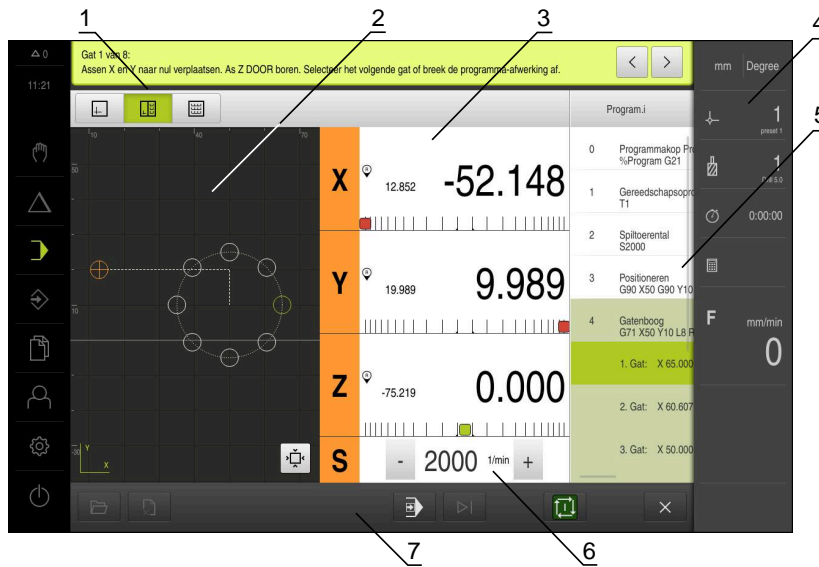 1
2
3
4
5
0
11:21
Gat 1 van 8:
Assen X en Y naar nul verplaatsen. As Z DOOR boren. Selecteer het volgende gat of breek de programma-afwerking af.
mm Degree
Program.i
1
preset 1
1
0:00:00
F mm/min
0
10 40 70
50
10
-30
Y
X
X R 12.852 -52.148
Y R 19.989 9.989
Z R -75.219 0.000
S - 2000 1/min +
0 Programmakop
%Program G21
1
T1
2 Spiltoerental
S2000
3 Positioneren
G90 X50 G90 Y10
4 Gatenboog
G71 X50 Y10 L8 R
1. Gat: X 65.000
2. Gat: X 60.607
3. Gat: X 50.000
7
6